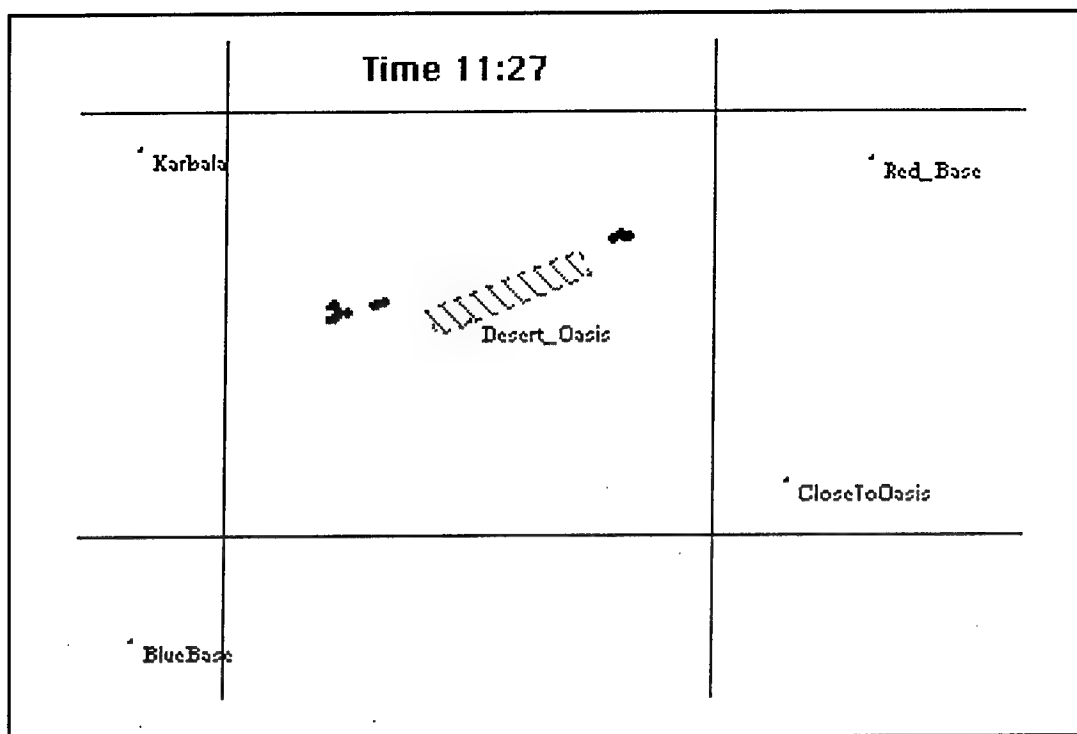 Time 11:27
Karbala
Red_Base
Desert_Oasis
CloseToOasis
BlueBase